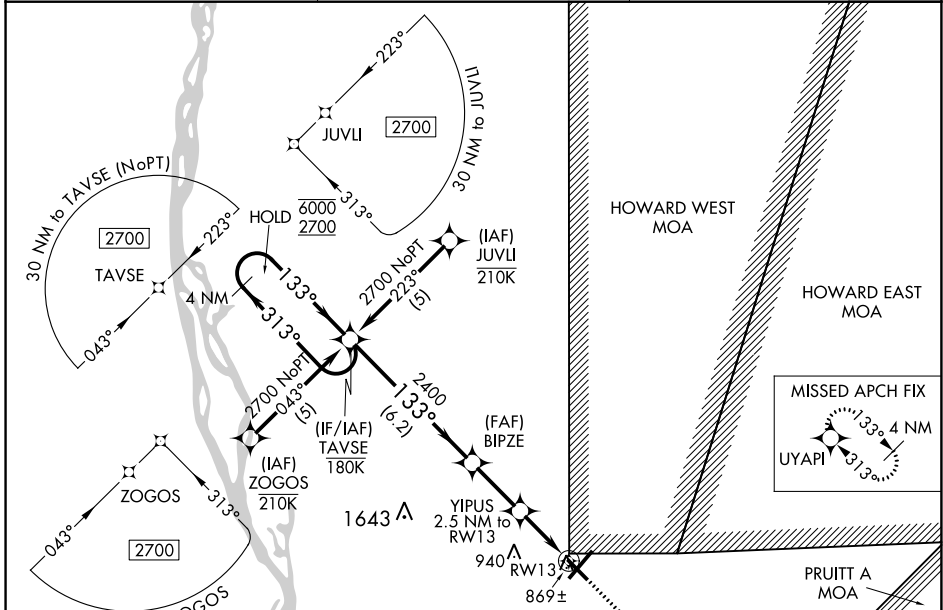 223°
JUVLI
2700
30 NM to JUVLI
313°
30 NM to TAVSE (NoPT)
2700
223°
TAVSE
043°
HOLD
6000
2700
4 NM
133°
313°
2700 NoPT
223°
(5)
(IAF)
JUVLI
210K
HOWARD WEST
MOA
HOWARD EAST
MOA
2700 NoPT
043°
(5)
(IAF)
ZOGOS
210K
(IF/IAF)
TAVSE
180K
2400
133°
(6.2)
(FAF)
BIPZE
YIPUS
2.5 NM to
RW13
1643
940
RW13
869±
MISSED APCH FIX
133°
4 NM
UYAPI
313°
ZOGOS
043°
313°
2700
OGOS
PRUITT A
MOA